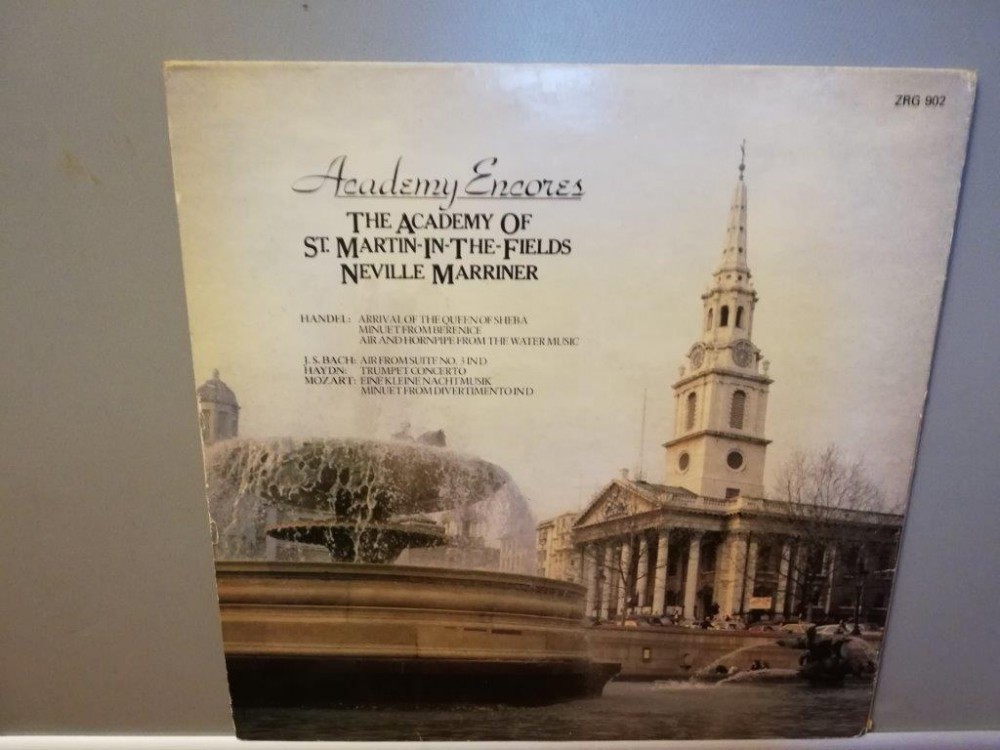 ZRG 902
Academy Encores
THE ACADEMY OF
ST. MARTIN-IN-THE-FIELDS
NEVILLE MARRINER
HANDEL: ARRIVAL OF THE QUEEN OF SHEBA
MINUET FROM BERENICE
AIR AND HORNPIPE FROM THE WATER MUSIC
J. S. BACH: AIR FROM SUITE NO. 3 IN D
HAYDN: TRUMPET CONCERTO
MOZART: EINE KLEINE NACHTMUSIK
MINUET FROM DIVERTIMENTO IN D